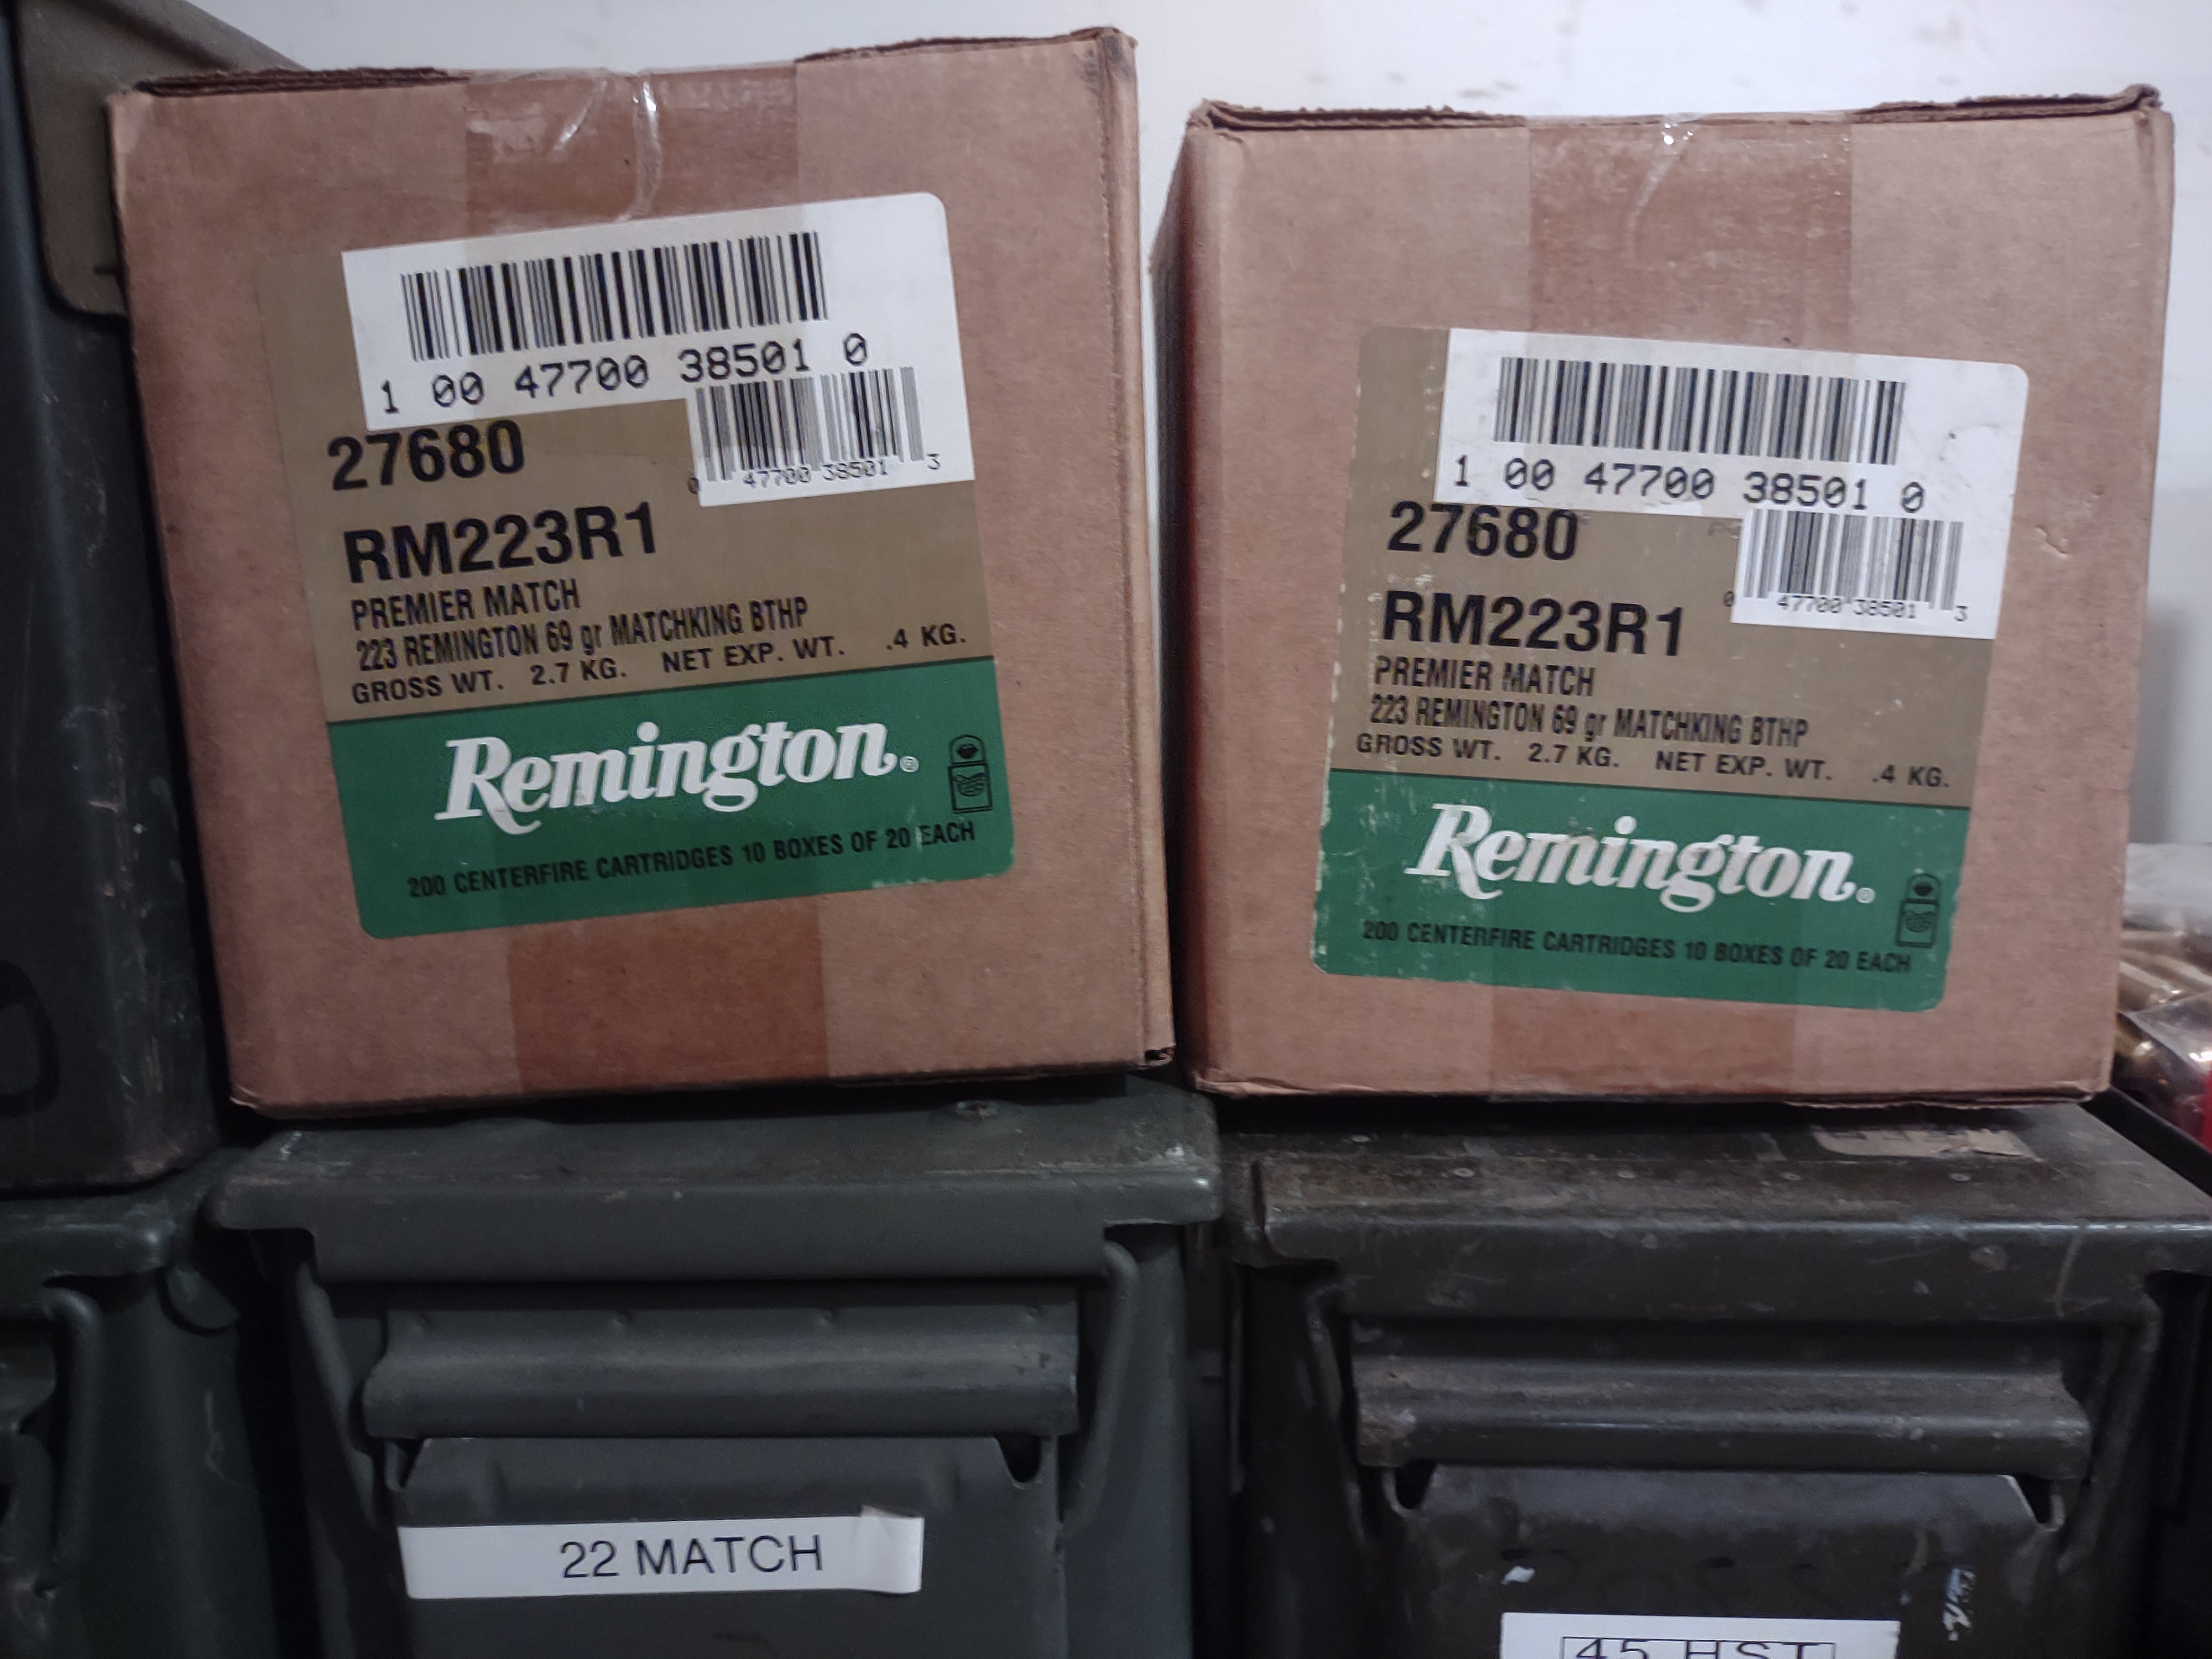 1 00 47700 38501 0
0 47700 38501 3
27680
RM223R1
PREMIER MATCH
223 REMINGTON 69 gr MATCHKING BTHP
GROSS WT. 2.7 KG. NET EXP. WT. .4 KG.
Remington®
200 CENTERFIRE CARTRIDGES 10 BOXES OF 20 EACH
1 00 47700 38501 0
27680
0 47700 38501 3
RM223R1
PREMIER MATCH
223 REMINGTON 69 gr MATCHKING BTHP
GROSS WT. 2.7 KG. NET EXP. WT. .4 KG.
Remington®
200 CENTERFIRE CARTRIDGES 10 BOXES OF 20 EACH
22 MATCH
45 HST